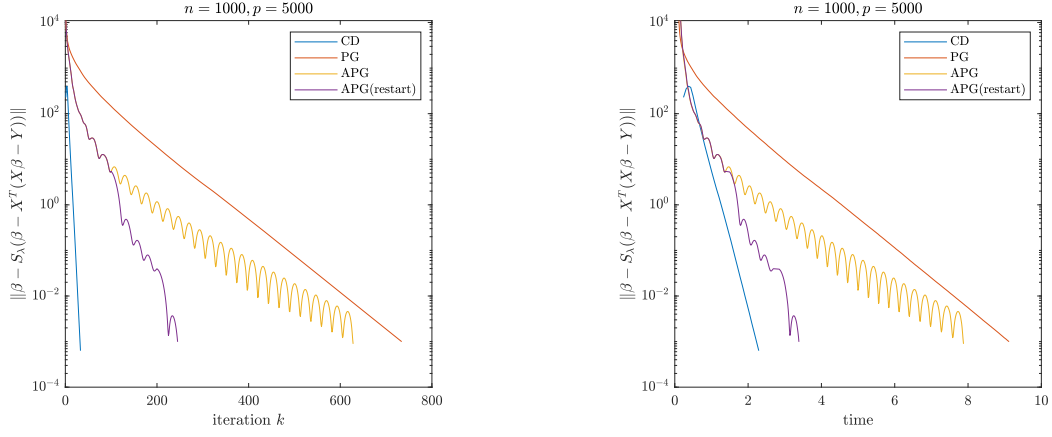 n = 1000, p = 5000
10^4
10^2
10^0
10^−2
10^−4
||β − S_λ(β − X^T(Xβ − Y))||
CD
PG
APG
APG(restart)
0 200 400 600 800
iteration k
n = 1000, p = 5000
10^4
10^2
10^0
10^−2
10^−4
||β − S_λ(β − X^T(Xβ − Y))||
CD
PG
APG
APG(restart)
0 2 4 6 8 10
time